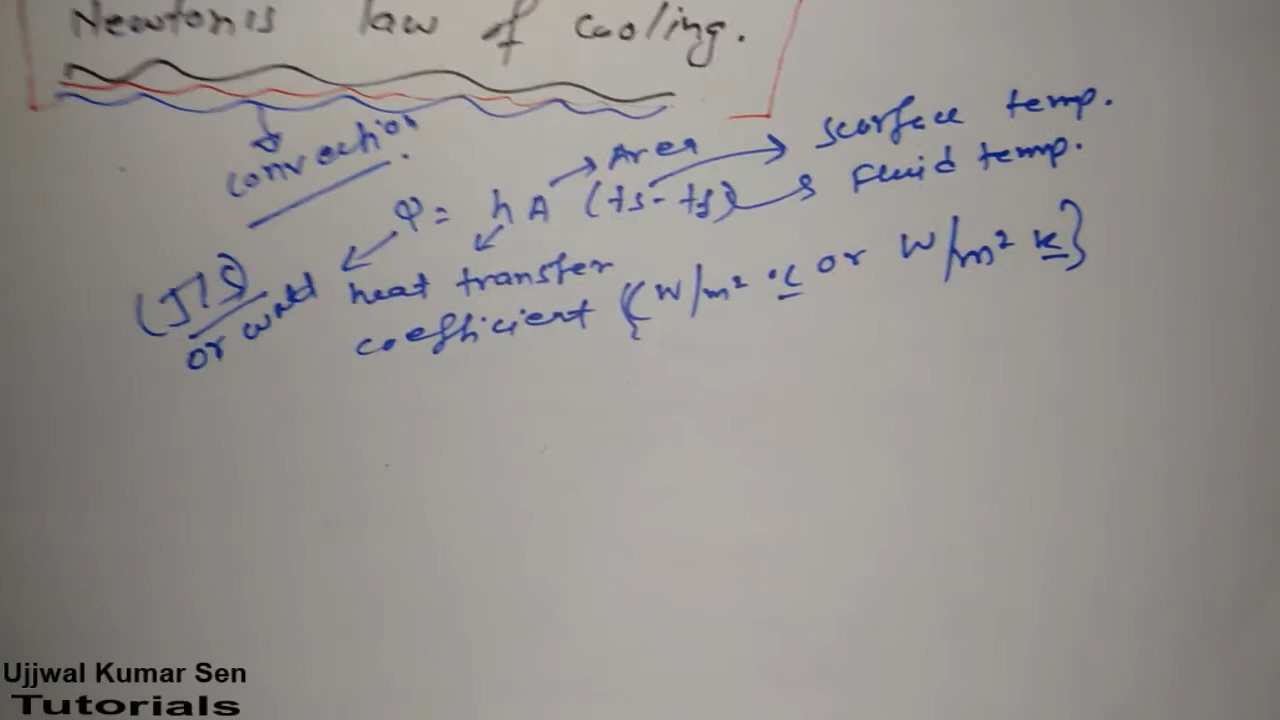 Newton's law of cooling.
convection.
Area
surface temp.
Q = hA (ts - tf)
Fluid temp.
(J/S)
or watt
heat transfer
coefficient {W/m² °C or W/m² K}
Ujjwal Kumar Sen
Tutorials